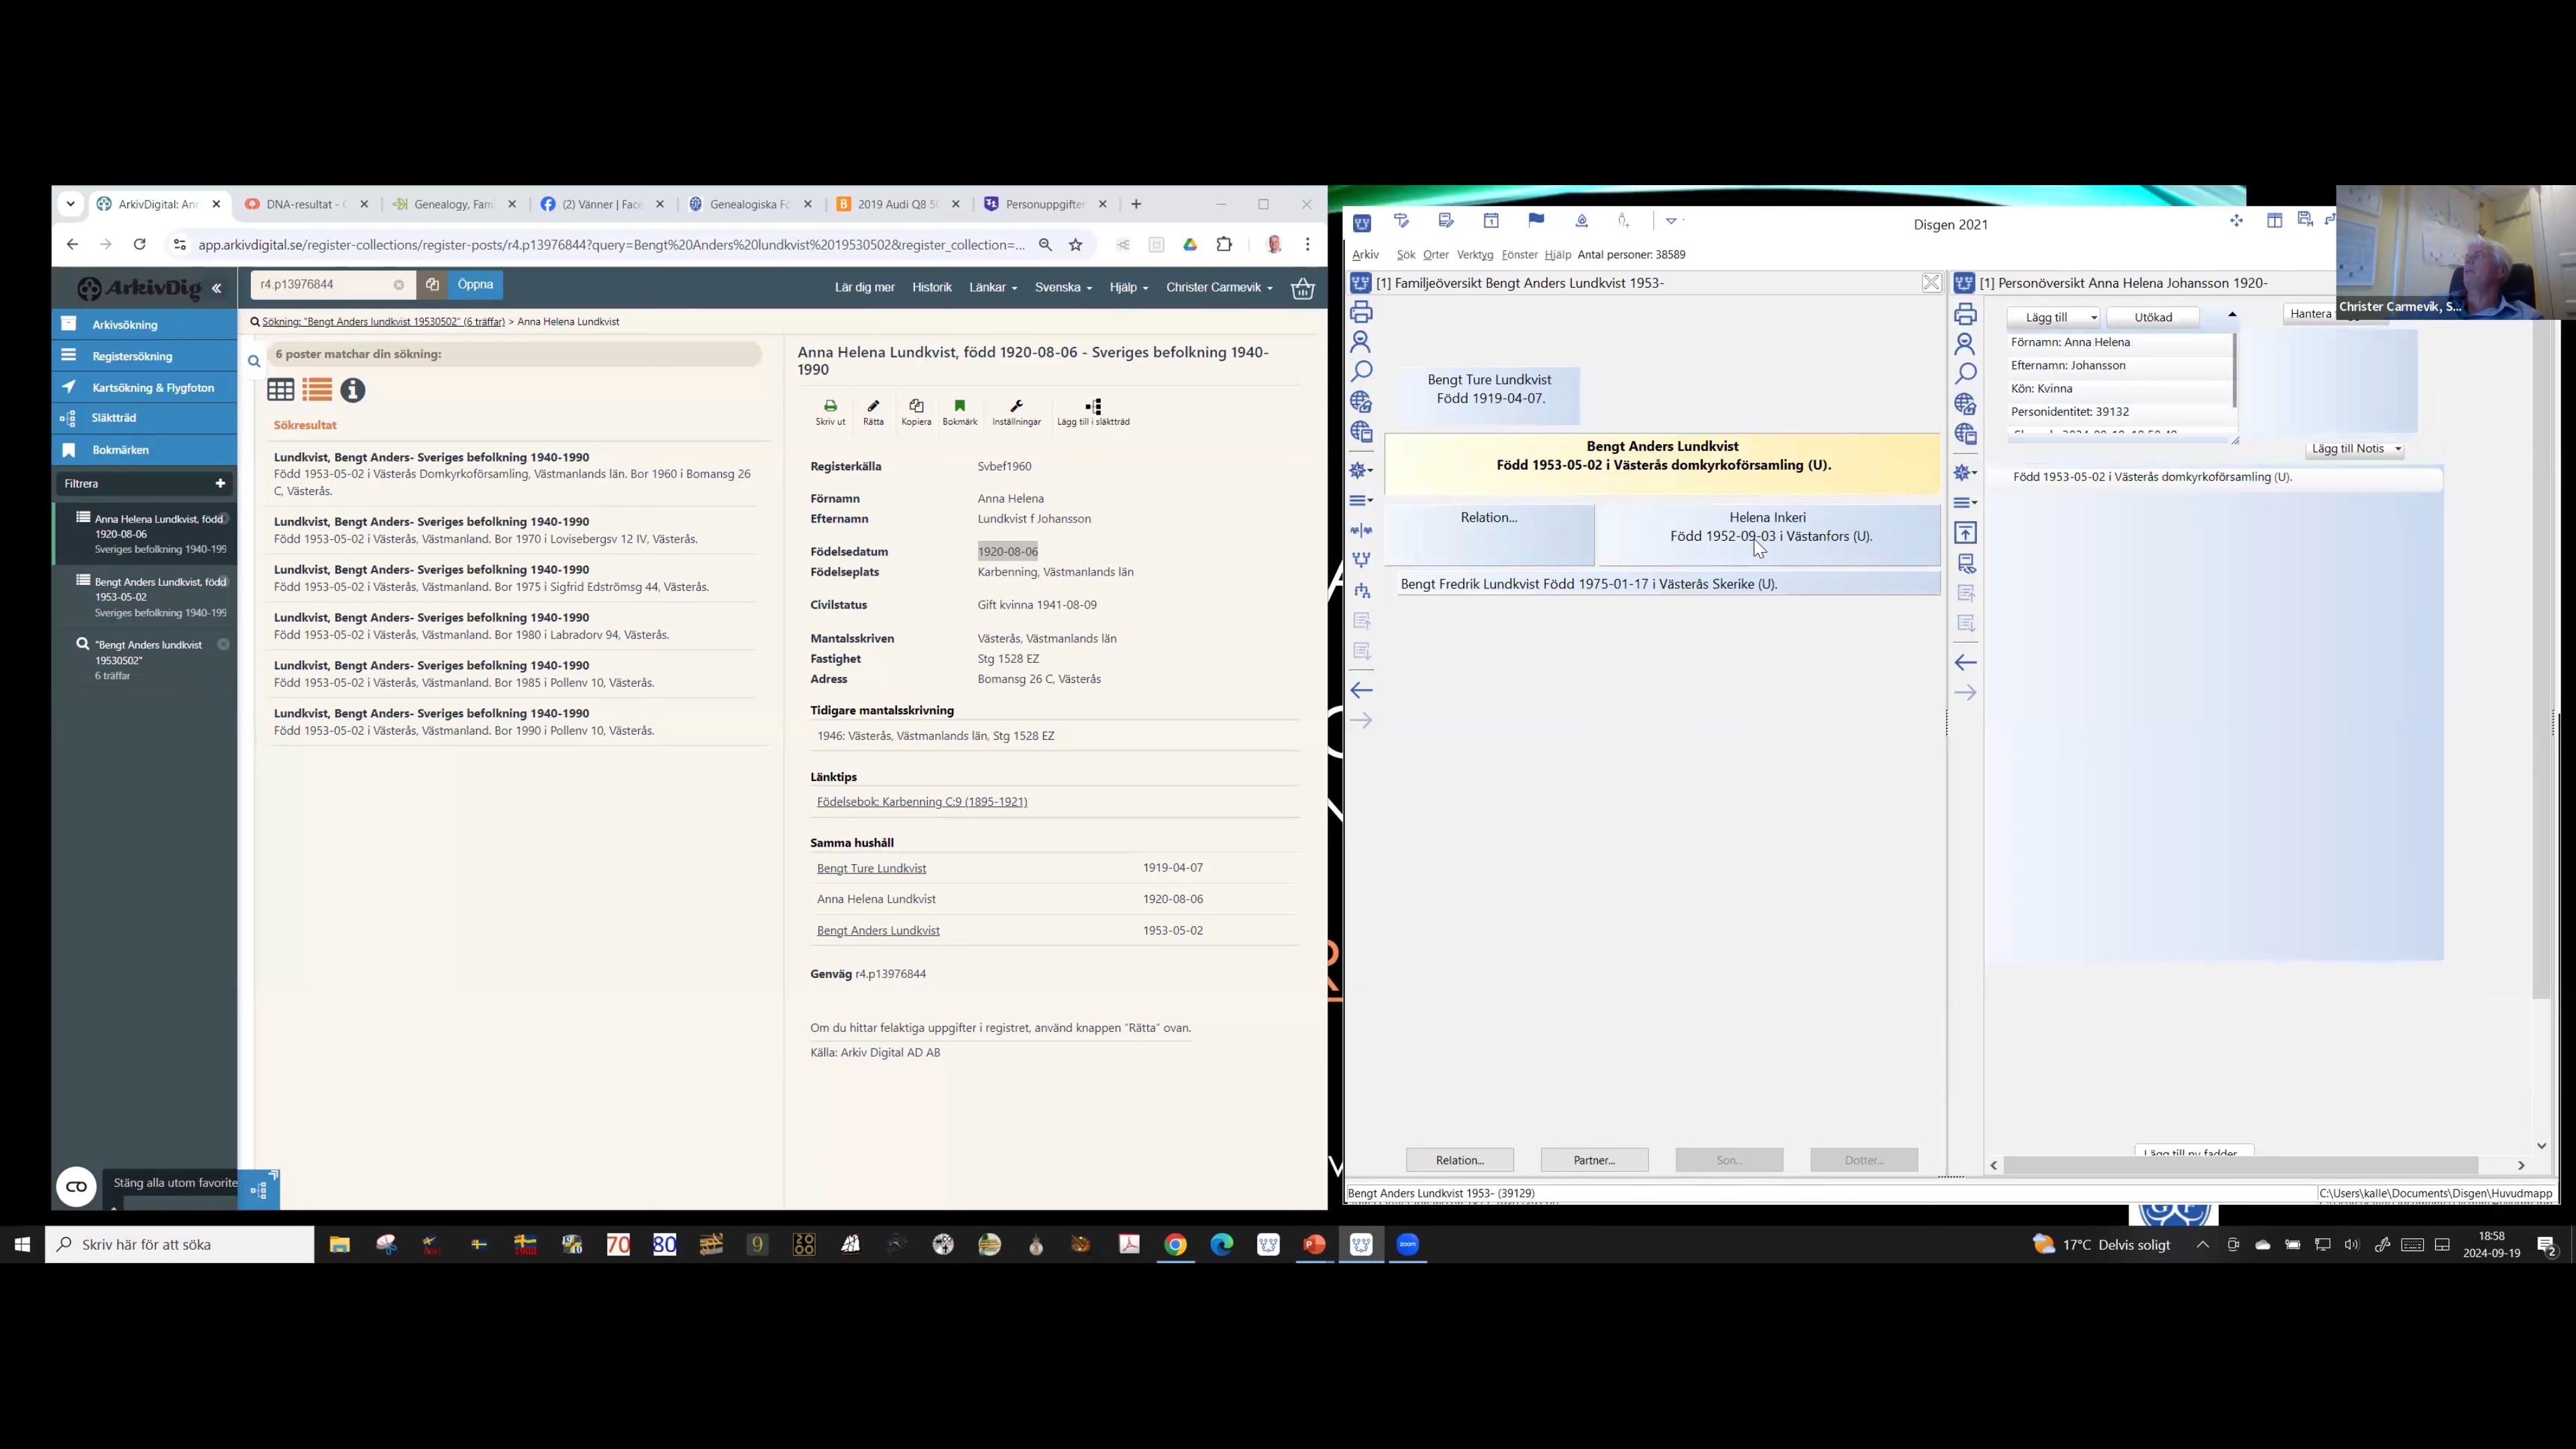 ArkivDigital: Ann
DNA-resultat -
Genealogy, Fam
(2) Vänner | Face
Genealogiska Fö
2019 Audi Q8 50
Personuppgifter
app.arkivdigital.se/register-collections/register-posts/r4.p13976844?query=Bengt%20Anders%20lundkvist%2019530502&register_collection=...
ArkivDig
r4.p13976844
Öppna
Lär dig mer
Historik
Länkar
Svenska
Hjälp
Christer Carmevik
Arkivsökning
Registersökning
Kartsökning & Flygfoton
Släktträd
Bokmärken
Filtrera
Anna Helena Lundkvist, född
1920-08-06
Sveriges befolkning 1940-199
Bengt Anders Lundkvist, född
1953-05-02
Sveriges befolkning 1940-199
"Bengt Anders lundkvist
19530502"
6 träffar
Stäng alla utom favorite
Sökning: "Bengt Anders lundkvist 19530502" (6 träffar) > Anna Helena Lundkvist
6 poster matchar din sökning:
Sökresultat
Lundkvist, Bengt Anders- Sveriges befolkning 1940-1990
Född 1953-05-02 i Västerås Domkyrkoförsamling, Västmanlands län. Bor 1960 i Bomansg 26
C, Västerås.
Lundkvist, Bengt Anders- Sveriges befolkning 1940-1990
Född 1953-05-02 i Västerås, Västmanland. Bor 1970 i Lovisebergsv 12 IV, Västerås.
Lundkvist, Bengt Anders- Sveriges befolkning 1940-1990
Född 1953-05-02 i Västerås, Västmanland. Bor 1975 i Sigfrid Edströmsg 44, Västerås.
Lundkvist, Bengt Anders- Sveriges befolkning 1940-1990
Född 1953-05-02 i Västerås, Västmanland. Bor 1980 i Labradorv 94, Västerås.
Lundkvist, Bengt Anders- Sveriges befolkning 1940-1990
Född 1953-05-02 i Västerås, Västmanland. Bor 1985 i Pollenv 10, Västerås.
Lundkvist, Bengt Anders- Sveriges befolkning 1940-1990
Född 1953-05-02 i Västerås, Västmanland. Bor 1990 i Pollenv 10, Västerås.
Anna Helena Lundkvist, född 1920-08-06 - Sveriges befolkning 1940-
1990
Skriv ut
Rätta
Kopiera
Bokmärk
Inställningar
Lägg till i släktträd
Registerkälla Svbef1960
Förnamn Anna Helena
Efternamn Lundkvist f Johansson
Födelsedatum 1920-08-06
Födelseplats Karbenning, Västmanlands län
Civilstatus Gift kvinna 1941-08-09
Mantalsskriven Västerås, Västmanlands län
Fastighet Stg 1528 EZ
Adress Bomansg 26 C, Västerås
Tidigare mantalsskrivning
1946: Västerås, Västmanlands län, Stg 1528 EZ
Länktips
Födelsebok: Karbenning C:9 (1895-1921)
Samma hushåll
Bengt Ture Lundkvist 1919-04-07
Anna Helena Lundkvist 1920-08-06
Bengt Anders Lundkvist 1953-05-02
Genväg r4.p13976844
Om du hittar felaktiga uppgifter i registret, använd knappen "Rätta" ovan.
Källa: Arkiv Digital AD AB
Disgen 2021
Arkiv
Sök
Orter
Verktyg
Fönster
Hjälp
Antal personer: 38589
[1] Familjeöversikt Bengt Anders Lundkvist 1953-
Bengt Ture Lundkvist
Född 1919-04-07.
Bengt Anders Lundkvist
Född 1953-05-02 i Västerås domkyrkoförsamling (U).
Relation...
Helena Inkeri
Född 1952-09-03 i Västanfors (U).
Bengt Fredrik Lundkvist Född 1975-01-17 i Västerås Skerike (U).
Relation...
Partner...
Son...
Dotter...
Bengt Anders Lundkvist 1953- (39129)
[1] Personöversikt Anna Helena Johansson 1920-
Lägg till
Utökad
Hantera
Förnamn: Anna Helena
Efternamn: Johansson
Kön: Kvinna
Personidentitet: 39132
Lägg till Notis
Född 1953-05-02 i Västerås domkyrkoförsamling (U).
Lägg till ny fader
C:\Users\kalle\Documents\Disgen\Huvudmapp
Christer Carmevik, S...
Skriv här för att söka
70
80
9
zoom
17°C Delvis soligt
18:58
2024-09-19
2